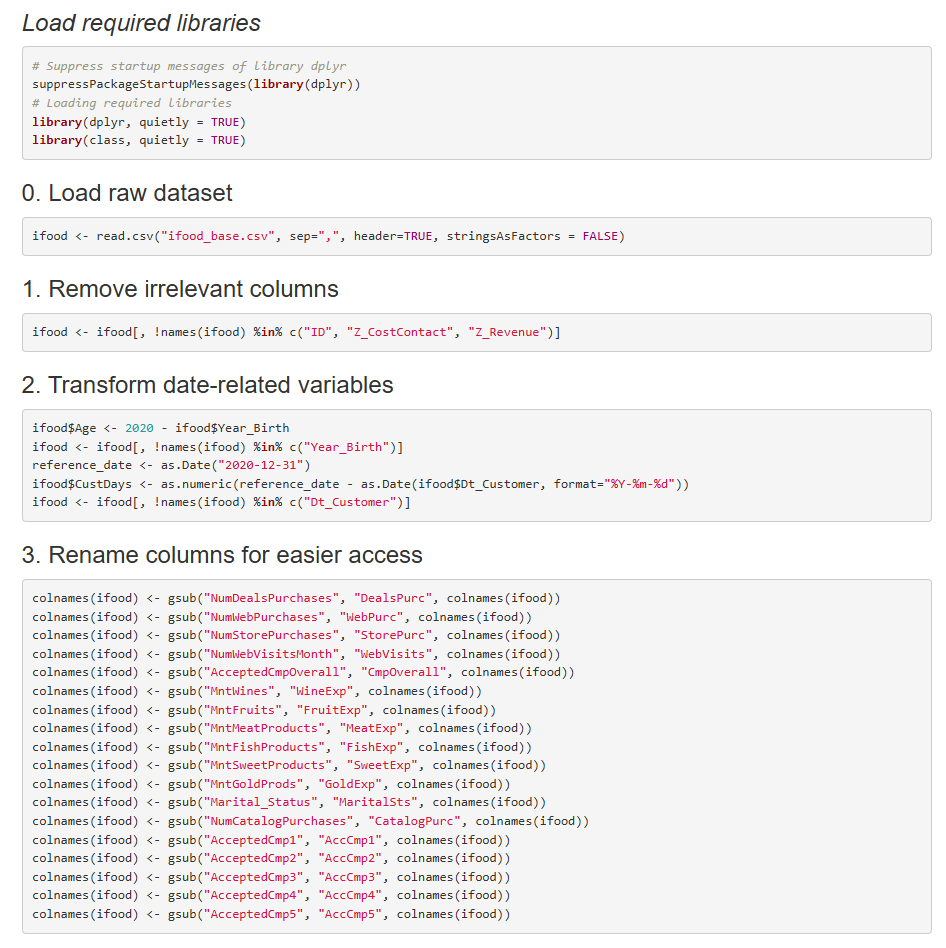 Load required libraries
# Suppress startup messages of library dplyr
suppressPackageStartupMessages(library(dplyr))
# Loading required libraries
library(dplyr, quietly = TRUE)
library(class, quietly = TRUE)
0. Load raw dataset
ifood <- read.csv("ifood_base.csv", sep=",", header=TRUE, stringsAsFactors = FALSE)
1. Remove irrelevant columns
ifood <- ifood[, !names(ifood) %in% c("ID", "Z_CostContact", "Z_Revenue")]
2. Transform date-related variables
ifood$Age <- 2020 - ifood$Year_Birth
ifood <- ifood[, !names(ifood) %in% c("Year_Birth")]
reference_date <- as.Date("2020-12-31")
ifood$CustDays <- as.numeric(reference_date - as.Date(ifood$Dt_Customer, format="%Y-%m-%d"))
ifood <- ifood[, !names(ifood) %in% c("Dt_Customer")]
3. Rename columns for easier access
colnames(ifood) <- gsub("NumDealsPurchases", "DealsPurc", colnames(ifood))
colnames(ifood) <- gsub("NumWebPurchases", "WebPurc", colnames(ifood))
colnames(ifood) <- gsub("NumStorePurchases", "StorePurc", colnames(ifood))
colnames(ifood) <- gsub("NumWebVisitsMonth", "WebVisits", colnames(ifood))
colnames(ifood) <- gsub("AcceptedCmpOverall", "CmpOverall", colnames(ifood))
colnames(ifood) <- gsub("MntWines", "WineExp", colnames(ifood))
colnames(ifood) <- gsub("MntFruits", "FruitExp", colnames(ifood))
colnames(ifood) <- gsub("MntMeatProducts", "MeatExp", colnames(ifood))
colnames(ifood) <- gsub("MntFishProducts", "FishExp", colnames(ifood))
colnames(ifood) <- gsub("MntSweetProducts", "SweetExp", colnames(ifood))
colnames(ifood) <- gsub("MntGoldProds", "GoldExp", colnames(ifood))
colnames(ifood) <- gsub("Marital_Status", "MaritalSts", colnames(ifood))
colnames(ifood) <- gsub("NumCatalogPurchases", "CatalogPurc", colnames(ifood))
colnames(ifood) <- gsub("AcceptedCmp1", "AccCmp1", colnames(ifood))
colnames(ifood) <- gsub("AcceptedCmp2", "AccCmp2", colnames(ifood))
colnames(ifood) <- gsub("AcceptedCmp3", "AccCmp3", colnames(ifood))
colnames(ifood) <- gsub("AcceptedCmp4", "AccCmp4", colnames(ifood))
colnames(ifood) <- gsub("AcceptedCmp5", "AccCmp5", colnames(ifood))